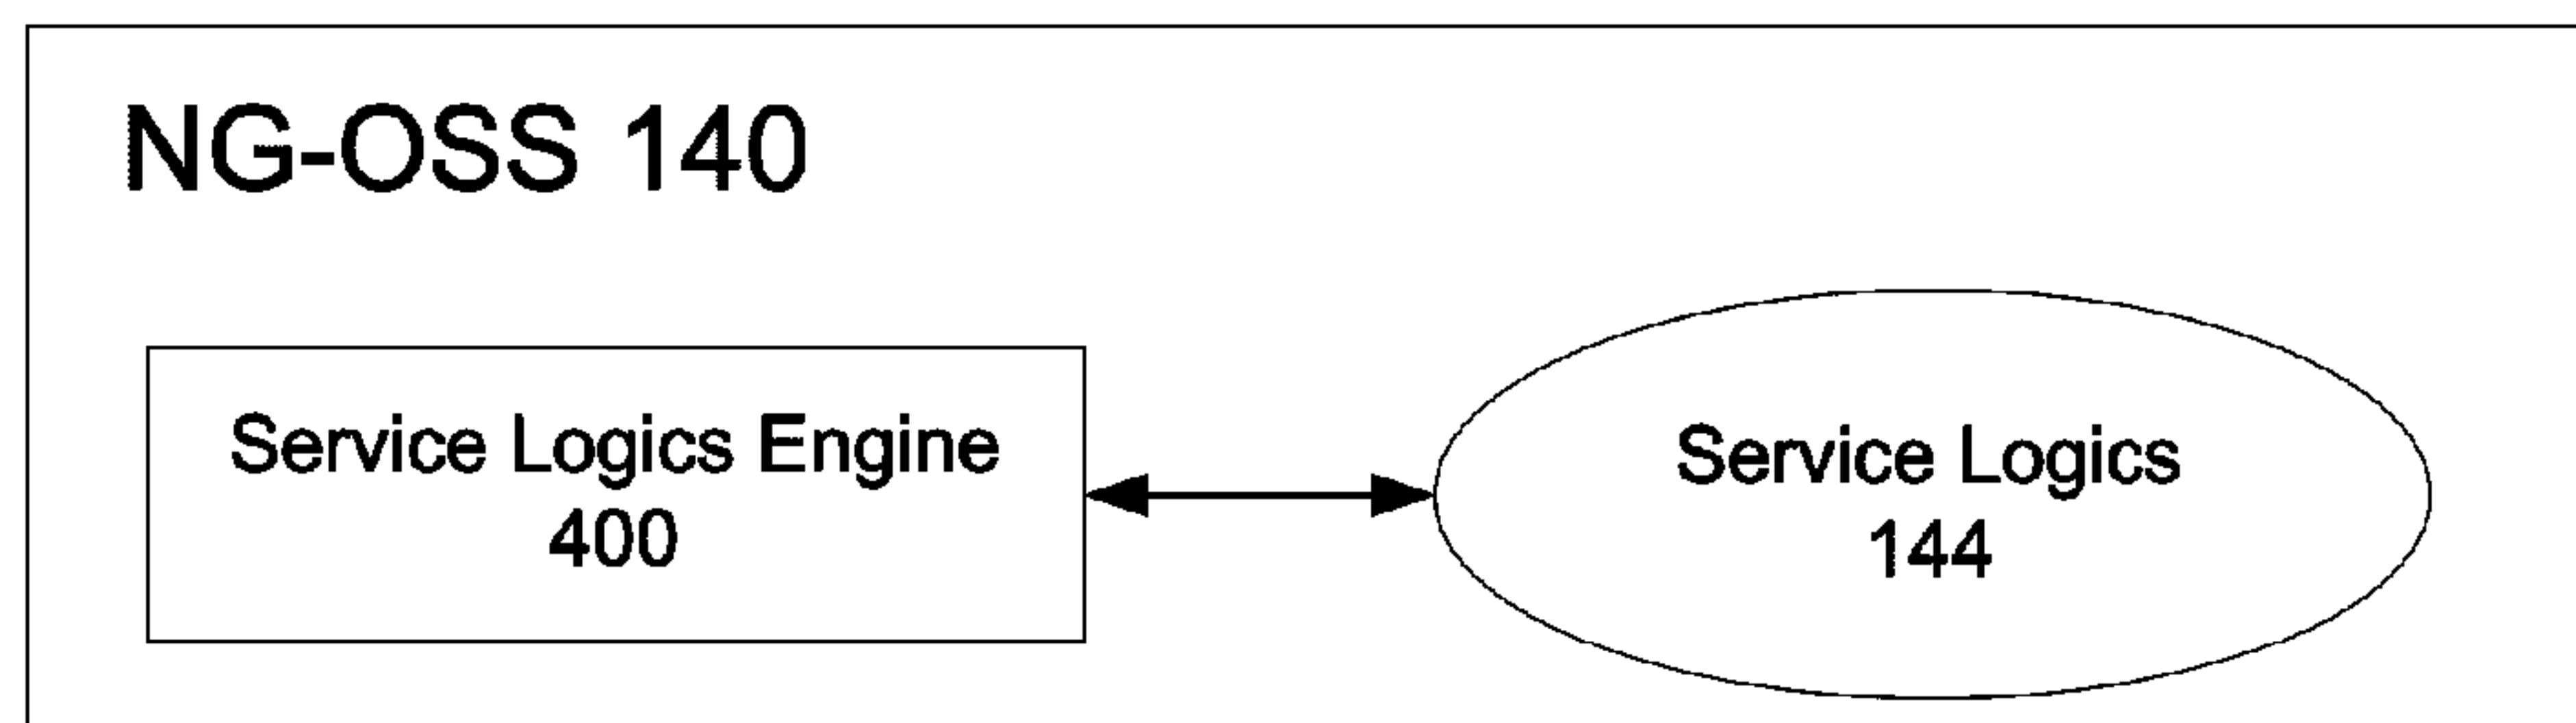 NG-OSS 140
Service Logics Engine
400
Service Logics
144